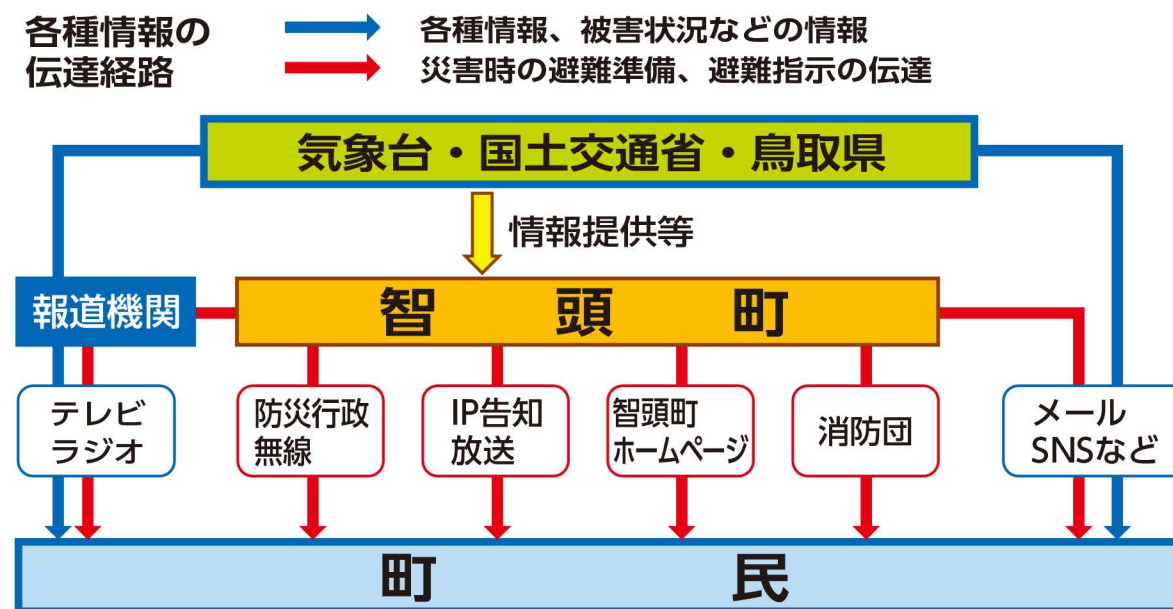 各種情報の
伝達経路
各種情報、被害状況などの情報
災害時の避難準備、避難指示の伝達
気象台・国土交通省・鳥取県
情報提供等
報道機関
智頭町
テレビ
ラジオ
防災行政
無線
IP告知
放送
智頭町
ホームページ
消防団
メール
SNSなど
町民